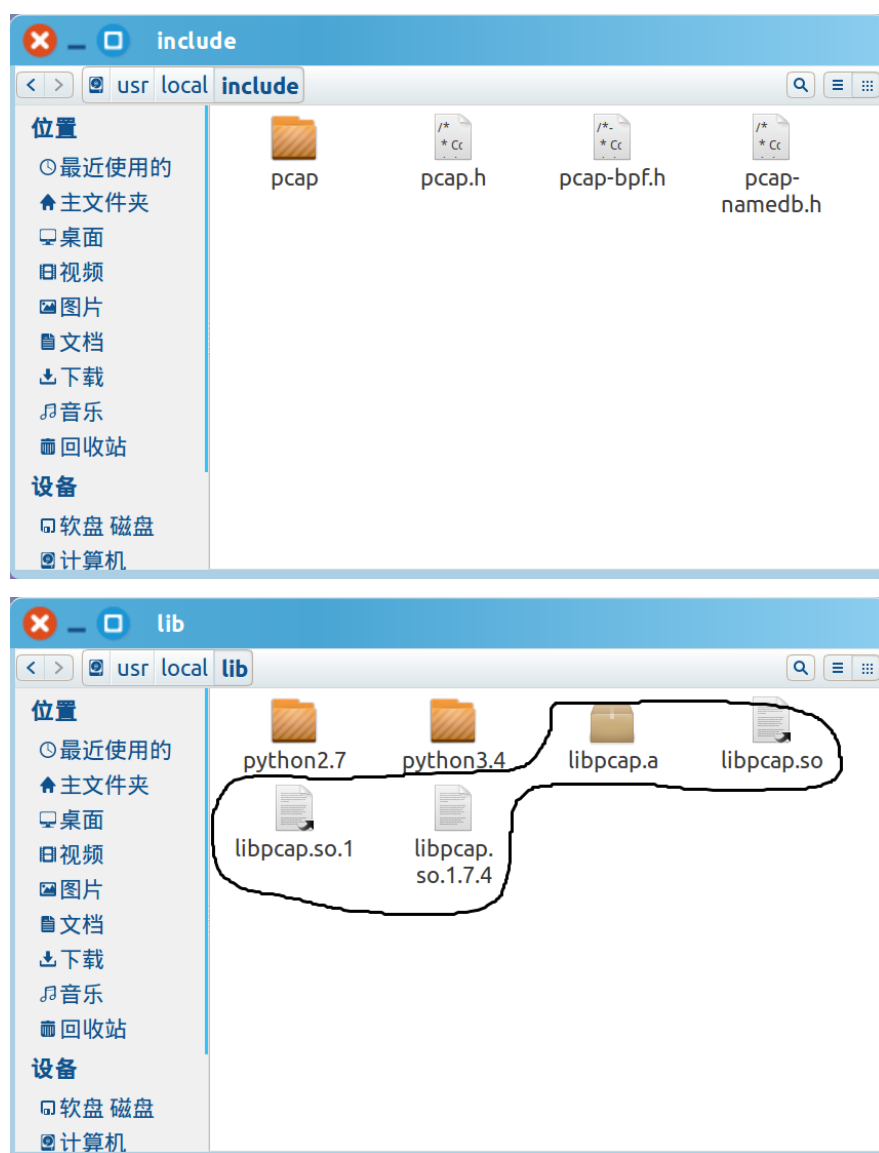 include
usr local include
位置
最近使用的
主文件夹
桌面
视频
图片
文档
下载
音乐
回收站
设备
软盘 磁盘
计算机
pcap
/*
* Cc
pcap.h
/*-
* Cc
pcap-bpf.h
/*
* Cc
pcap-
namedb.h
lib
usr local lib
位置
最近使用的
主文件夹
桌面
视频
图片
文档
下载
音乐
回收站
设备
软盘 磁盘
计算机
python2.7
python3.4
libpcap.a
libpcap.so
libpcap.so.1
libpcap.
so.1.7.4